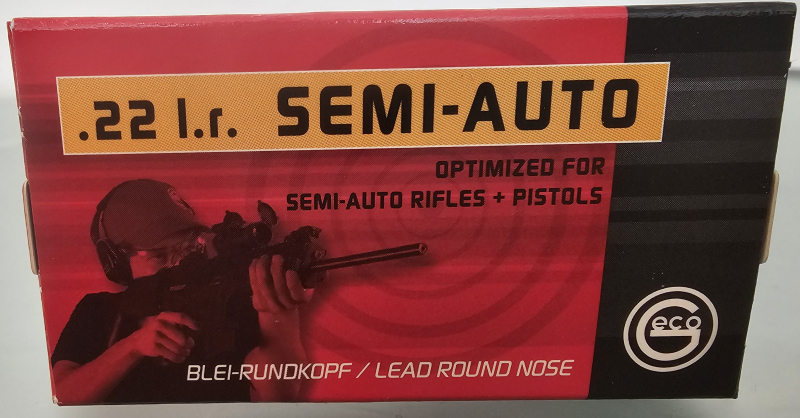 .22 l.r. SEMI-AUTO
OPTIMIZED FOR
SEMI-AUTO RIFLES + PISTOLS
Geco
BLEI-RUNDKOPF / LEAD ROUND NOSE